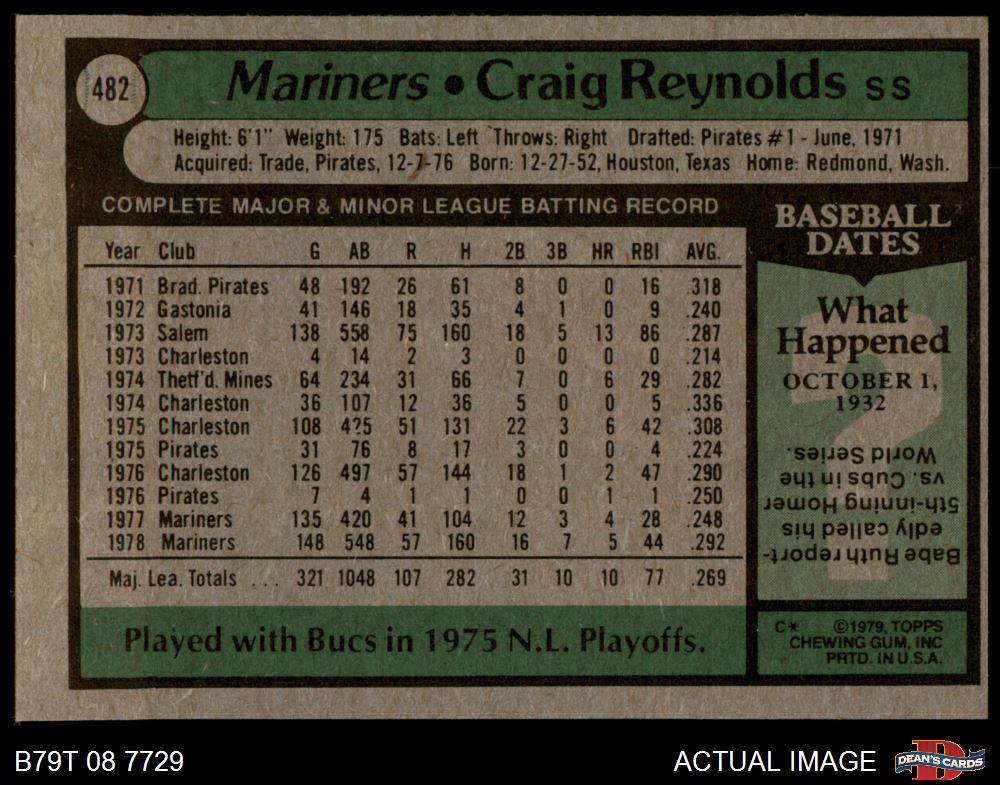 482
Mariners • Craig Reynolds SS
Height: 6'1" Weight: 175 Bats: Left Throws: Right Drafted: Pirates #1 - June, 1971
Acquired: Trade, Pirates, 12-7-76 Born: 12-27-52, Houston, Texas Home: Redmond, Wash.
COMPLETE MAJOR & MINOR LEAGUE BATTING RECORD
Year Club G AB R H 2B 3B HR RBI AVG.
1971 Brad. Pirates 48 192 26 61 8 0 0 16 .318
1972 Gastonia 41 146 18 35 4 1 0 9 .240
1973 Salem 138 558 75 160 18 5 13 86 .287
1973 Charleston 4 14 2 3 0 0 0 0 .214
1974 Thetf'd. Mines 64 234 31 66 7 0 6 29 .282
1974 Charleston 36 107 12 36 5 0 0 5 .336
1975 Charleston 108 425 51 131 22 3 6 42 .308
1975 Pirates 31 76 8 17 3 0 0 4 .224
1976 Charleston 126 497 57 144 18 1 2 47 .290
1976 Pirates 7 4 1 1 0 0 1 1 .250
1977 Mariners 135 420 41 104 12 3 4 28 .248
1978 Mariners 148 548 57 160 16 7 5 44 .292
Maj. Lea. Totals ... 321 1048 107 282 31 10 10 77 .269
Played with Bucs in 1975 N.L. Playoffs.
BASEBALL
DATES
What
Happened
OCTOBER 1,
1932
Babe Ruth report-
edly called his
5th-inning Homer
vs. Cubs in the
World Series.
C* ©1979, TOPPS
CHEWING GUM, INC
PRTD. IN U.S.A.
B79T 08 7729
ACTUAL IMAGE
D
DEAN'S CARDS